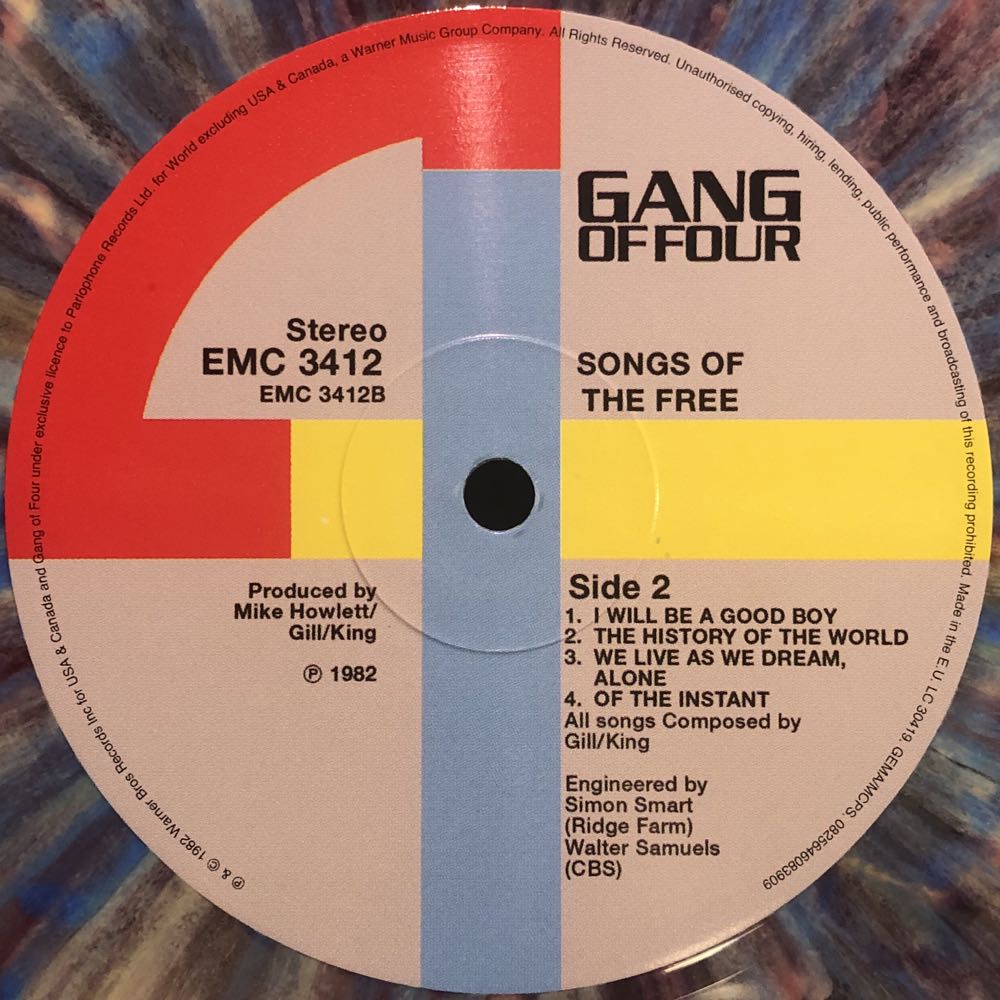 GANG
OF FOUR
Stereo
EMC 3412
EMC 3412B
SONGS OF
THE FREE
Produced by
Mike Howlett/
Gill/King
℗ 1982
Side 2
1. I WILL BE A GOOD BOY
2. THE HISTORY OF THE WORLD
3. WE LIVE AS WE DREAM,
ALONE
4. OF THE INSTANT
All songs Composed by
Gill/King
Engineered by
Simon Smart
(Ridge Farm)
Walter Samuels
(CBS)
℗ & © 1982 Warner Bros Records Inc for USA & Canada and Gang of Four under exclusive licence to Parlophone Records Ltd. for World excluding USA & Canada, a Warner Music Group Company. All Rights Reserved. Unauthorised copying, hiring, lending, public performance and broadcasting of this recording prohibited. Made in the E.U. LC 30419. GEMA/MCPS. 0825646083909